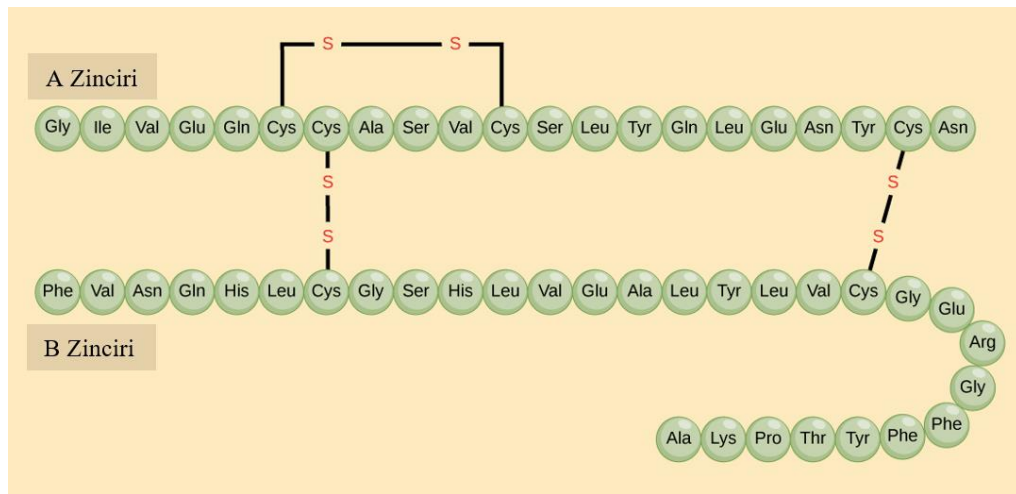 S S
A Zinciri
Gly Ile Val Glu Gln Cys Cys Ala Ser Val Cys Ser Leu Tyr Gln Leu Glu Asn Tyr Cys Asn
S S
S S
Phe Val Asn Gln His Leu Cys Gly Ser His Leu Val Glu Ala Leu Tyr Leu Val Cys Gly Glu
Arg
B Zinciri
Gly
Phe
Ala Lys Pro Thr Tyr Phe